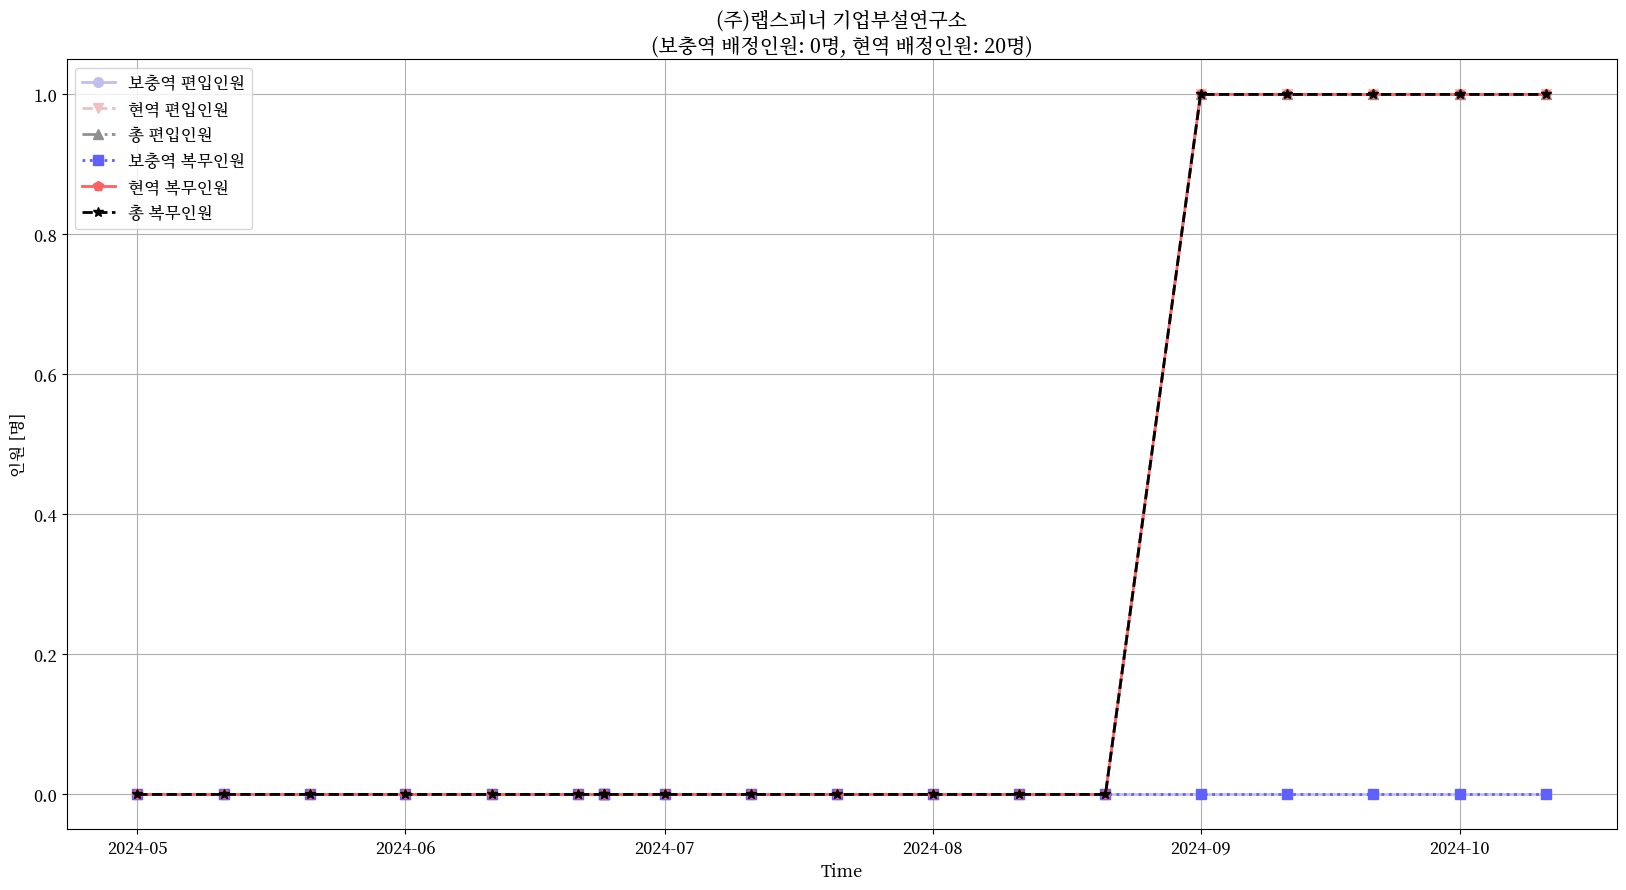 (주)랩스피너 기업부설연구소
(보충역 배정인원: 0명, 현역 배정인원: 20명)
보충역 편입인원
현역 편입인원
총 편입인원
보충역 복무인원
현역 복무인원
총 복무인원
1.0
0.8
0.6
0.4
0.2
0.0
인원 [명]
2024-05
2024-06
2024-07
2024-08
2024-09
2024-10
Time